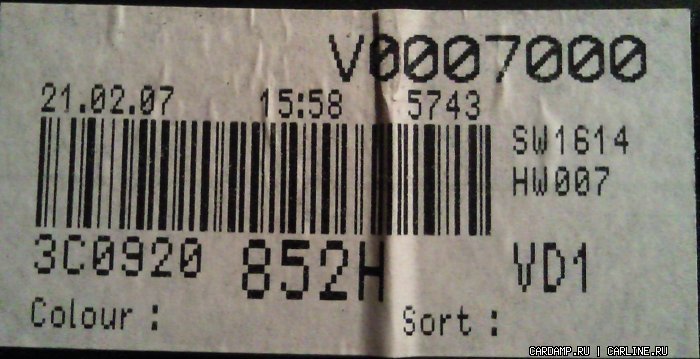 V0007000
21.02.07 15:58 5743
SW1614
HW007
3C0920 852H VD1
Colour : Sort :
CARDAMP.RU | CARLINE.RU